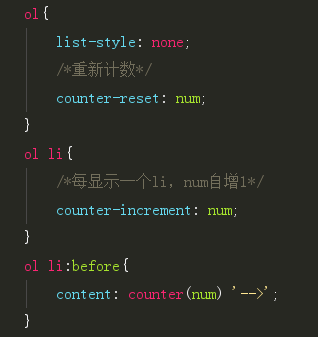 ol{
list-style: none;
/*重新计数*/
counter-reset: num;
}
ol li{
/*每显示一个li，num自增1*/
counter-increment: num;
}
ol li:before{
content: counter(num) '-->';
}